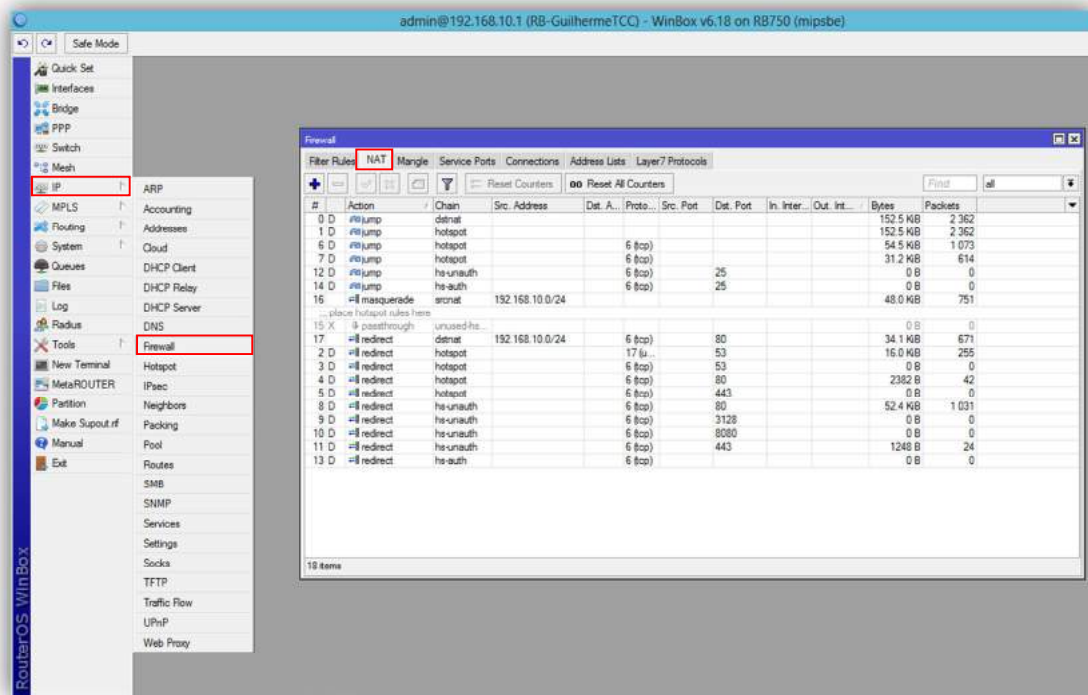 admin@192.168.10.1 (RB-GuilhermeTCC) - WinBox v6.18 on RB750 (mipsbe)
Safe Mode
Quick Set
Interfaces
Bridge
PPP
Switch
Mesh
IP
MPLS
Routing
System
Queues
Files
Log
Radius
Tools
New Terminal
MetaROUTER
Partition
Make Supout.rif
Manual
Exit
RouterOS WinBox
ARP
Accounting
Addresses
Cloud
DHCP Client
DHCP Relay
DHCP Server
DNS
Firewall
Hotspot
IPsec
Neighbors
Packing
Pool
Routes
SMB
SNMP
Services
Settings
Socks
TFTP
Traffic Flow
UPnP
Web Proxy
Firewall
Filter Rules NAT Mangle Service Ports Connections Address Lists Layer7 Protocols
Reset Counters 00 Reset All Counters Find all
# Action Chain Src. Address Dst. A... Proto... Src. Port Dst. Port In. Inter... Out. Int... Bytes Packets
0 D jump dstnat 152.5 KiB 2 362
1 D jump hotspot 152.5 KiB 2 362
6 D jump hotspot 6 (tcp) 54.5 KiB 1 073
7 D jump hotspot 6 (tcp) 31.2 KiB 614
12 D jump hs-unauth 6 (tcp) 25 0 B 0
14 D jump hs-auth 6 (tcp) 25 0 B 0
16 masquerade srcnat 192.168.10.0/24 48.0 KiB 751
... place hotspot rules here
15 X passthrough unused-hs... 0 B 0
17 redirect dstnat 192.168.10.0/24 6 (tcp) 80 34.1 KiB 671
2 D redirect hotspot 17 (u... 53 16.0 KiB 255
3 D redirect hotspot 6 (tcp) 53 0 B 0
4 D redirect hotspot 6 (tcp) 80 2382 B 42
5 D redirect hotspot 6 (tcp) 443 0 B 0
8 D redirect hs-unauth 6 (tcp) 80 52.4 KiB 1 031
9 D redirect hs-unauth 6 (tcp) 3128 0 B 0
10 D redirect hs-unauth 6 (tcp) 8080 0 B 0
11 D redirect hs-unauth 6 (tcp) 443 1248 B 24
13 D redirect hs-auth 6 (tcp) 0 B 0
18 items